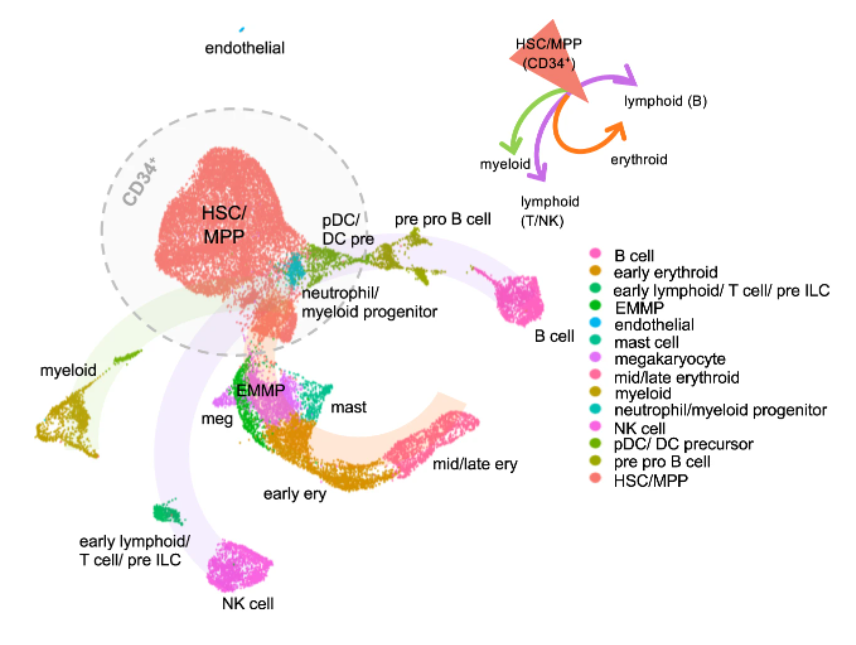 endothelial
HSC/MPP
(CD34+)
lymphoid (B)
myeloid
erythroid
lymphoid
(T/NK)
CD34+
HSC/
MPP
pDC/
DC pre
pre pro B cell
neutrophil/
myeloid progenitor
B cell
myeloid
EMMP
meg
mast
mid/late ery
early ery
early lymphoid/
T cell/ pre ILC
NK cell
B cell
early erythroid
early lymphoid/ T cell/ pre ILC
EMMP
endothelial
mast cell
megakaryocyte
mid/late erythroid
myeloid
neutrophil/myeloid progenitor
NK cell
pDC/ DC precursor
pre pro B cell
HSC/MPP